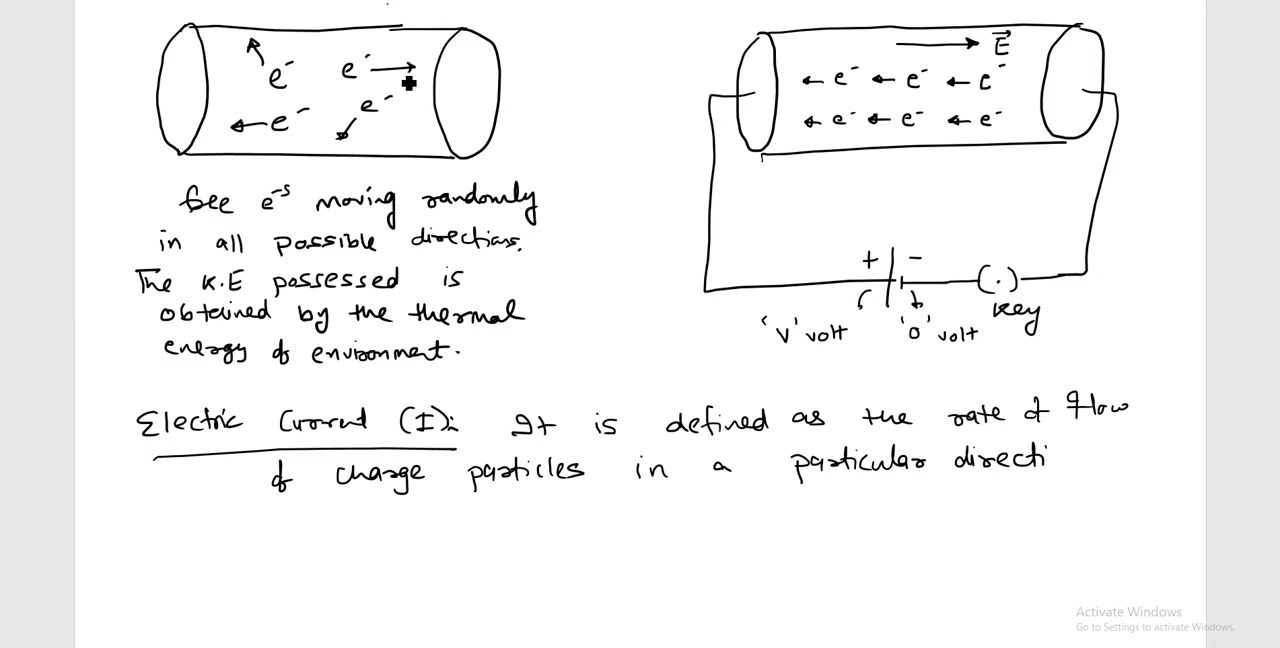 e⁻ e⁻ → E
e⁻ e⁻ e⁻
e⁻ e⁻
e⁻ e⁻ e⁻
free e⁻ˢ moving randomly
in all possible directions.
The K.E possessed is
obtained by the thermal
energy of environment.
+ -
'V' volt '0' volt key
Electric Current (I): It is defined as the rate of flow
of charge particles in a particular directi
Activate Windows
Go to Settings to activate Windows.